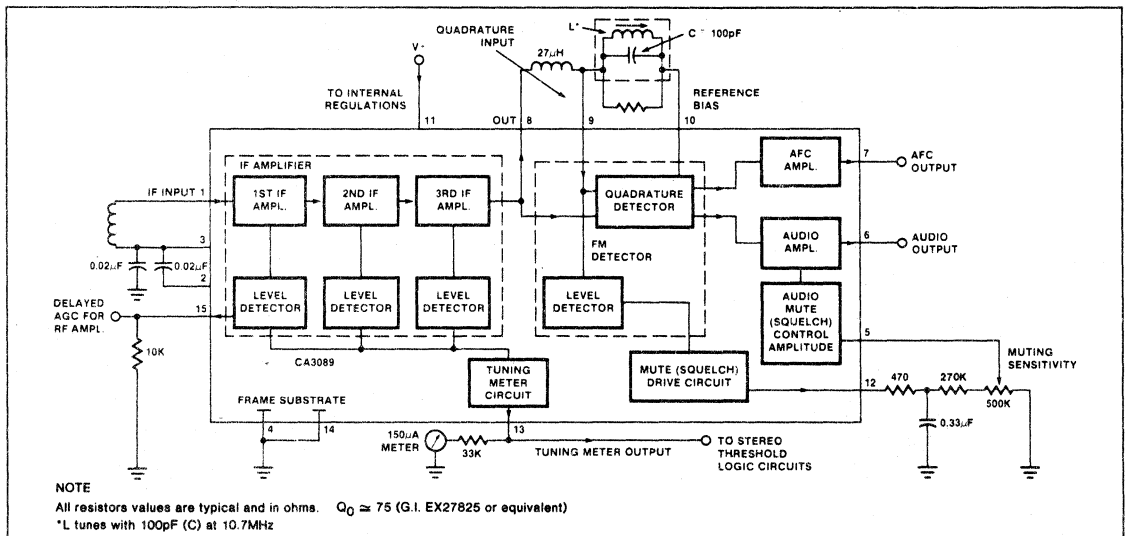 L*
C = 100pF
QUADRATURE
INPUT
V+
27μH
TO INTERNAL
REGULATIONS
REFERENCE
BIAS
11
OUT
8
9
10
IF AMPLIFIER
AFC
AMPL.
7
AFC
OUTPUT
IF INPUT 1
1ST IF
AMPL.
2ND IF
AMPL.
3RD IF
AMPL.
QUADRATURE
DETECTOR
3
0.02μF
0.02μF
2
FM
DETECTOR
AUDIO
AMPL.
6
AUDIO
OUTPUT
DELAYED
AGC FOR
RF AMPL.
15
LEVEL
DETECTOR
LEVEL
DETECTOR
LEVEL
DETECTOR
LEVEL
DETECTOR
AUDIO
MUTE
(SQUELCH)
CONTROL
AMPLITUDE
5
10K
CA3089
TUNING
METER
CIRCUIT
MUTE (SQUELCH)
DRIVE CIRCUIT
12
470
270K
MUTING
SENSITIVITY
500K
0.33μF
FRAME SUBSTRATE
4
14
13
150μA
METER
33K
TUNING METER OUTPUT
TO STEREO
THRESHOLD
LOGIC CIRCUITS
NOTE
All resistors values are typical and in ohms. Q₀ ≃ 75 (G.I. EX27825 or equivalent)
*L tunes with 100pF (C) at 10.7MHz